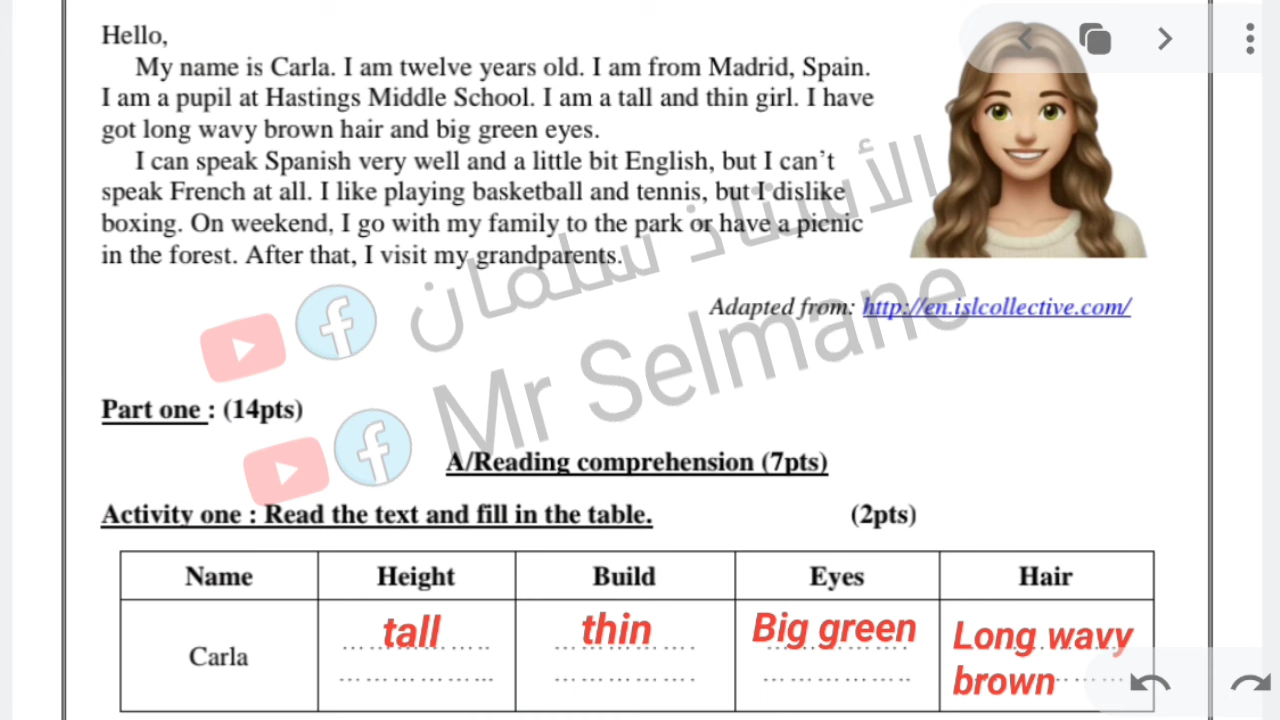 Hello,
My name is Carla. I am twelve years old. I am from Madrid, Spain.
I am a pupil at Hastings Middle School. I am a tall and thin girl. I have
got long wavy brown hair and big green eyes.
I can speak Spanish very well and a little bit English, but I can’t
speak French at all. I like playing basketball and tennis, but I dislike
boxing. On weekend, I go with my family to the park or have a picnic
in the forest. After that, I visit my grandparents.
الأستاذ سلمان
Adapted from: http://en.islcollective.com/
Mr Selmane
Part one : (14pts)
A/Reading comprehension (7pts)
Activity one : Read the text and fill in the table. (2pts)
Name Height Build Eyes Hair
Carla tall thin Big green Long wavy
brown